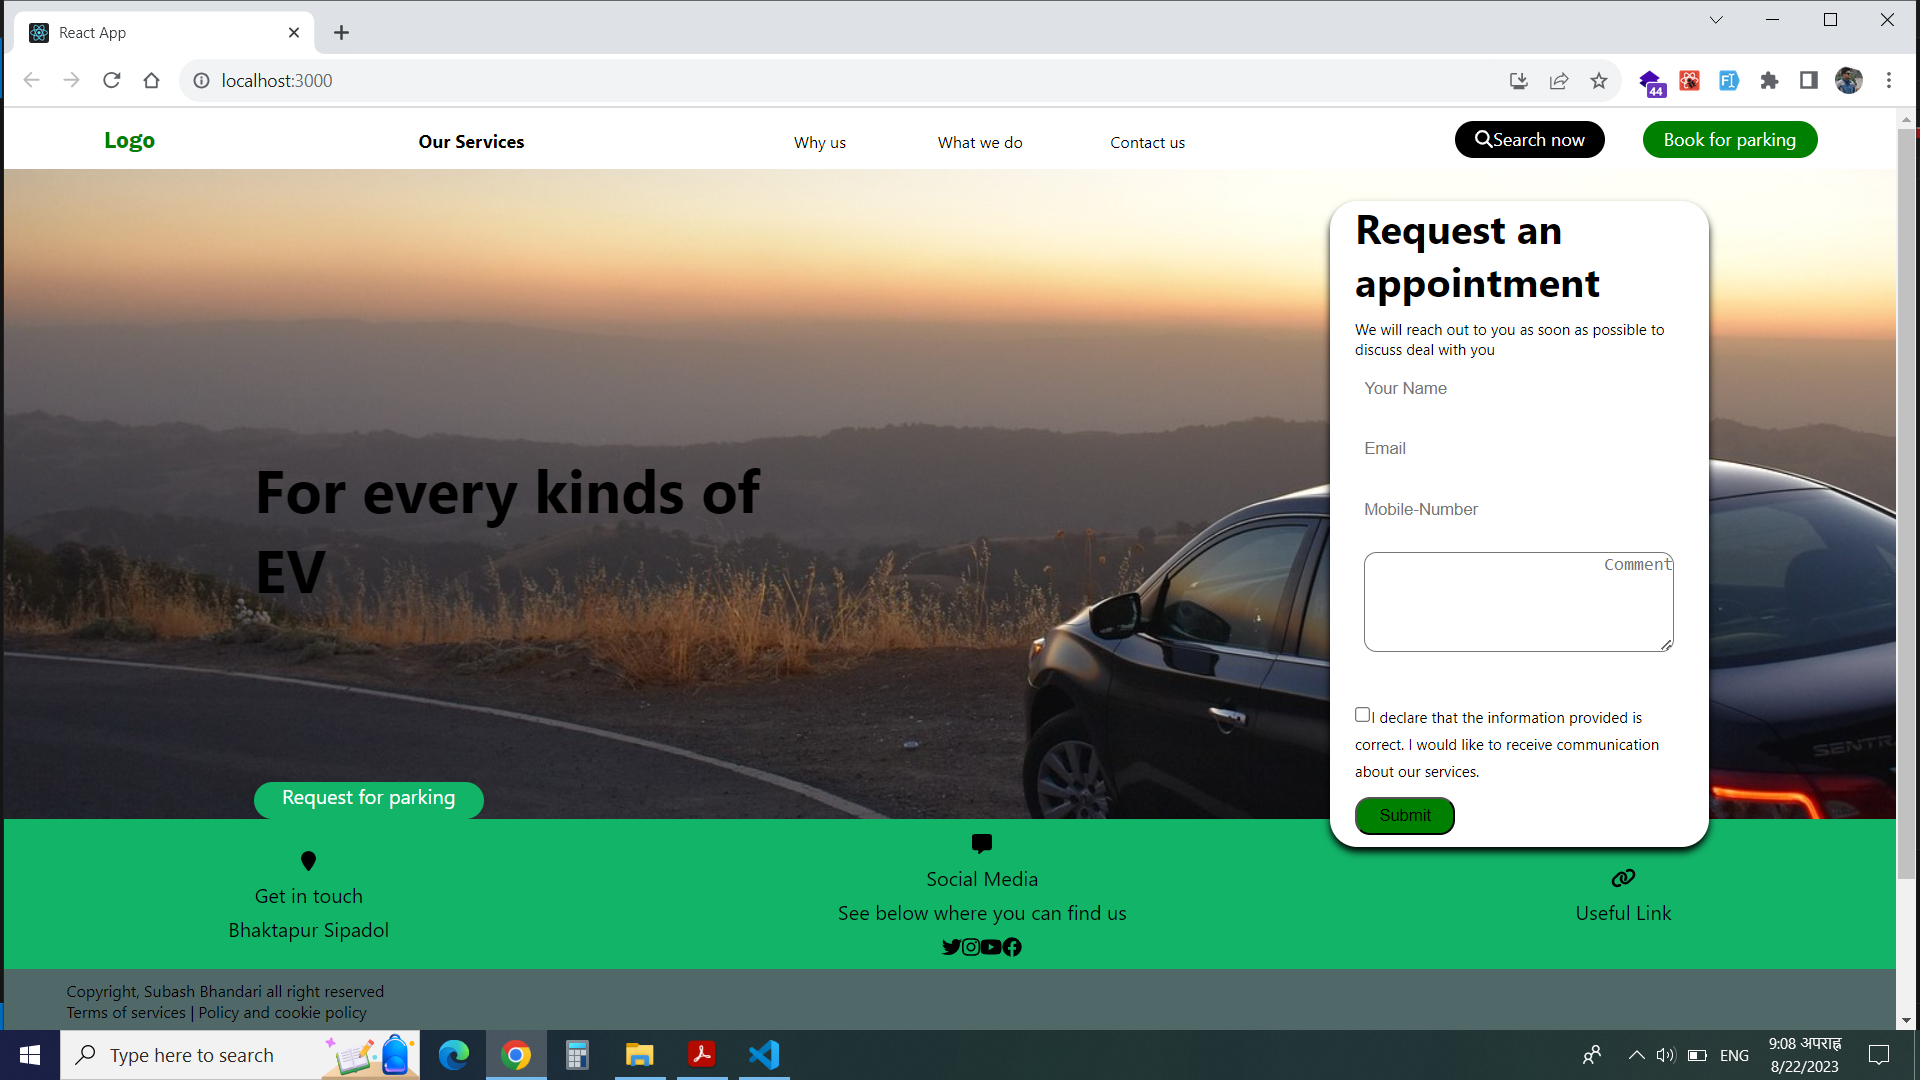 React App
localhost:3000
44
Logo
Our Services
Why us
What we do
Contact us
Search now
Book for parking
Request an
appointment
We will reach out to you as soon as possible to
discuss deal with you
Your Name
Email
Mobile-Number
Comment
For every kinds of
EV
I declare that the information provided is
correct. I would like to receive communication
about our services.
Submit
SENTRA
Request for parking
Get in touch
Bhaktapur Sipadol
Social Media
See below where you can find us
Useful Link
Copyright, Subash Bhandari all right reserved
Terms of services | Policy and cookie policy
Type here to search
ENG
9:08 अपराह्न
8/22/2023